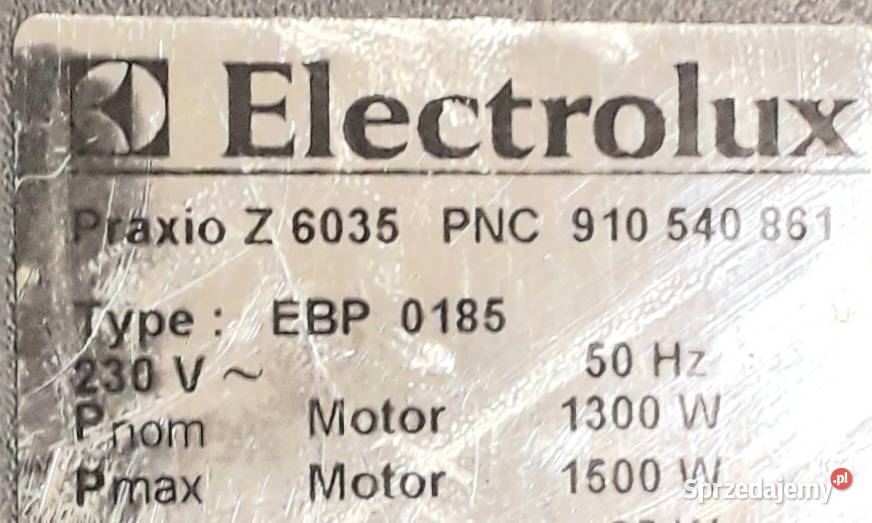 Electrolux
Praxio Z 6035 PNC 910 540 861
Type : EBP 0185
230 V ~ 50 Hz
Pnom Motor 1300 W
Pmax Motor 1500 W
Sprzedajemy.pl